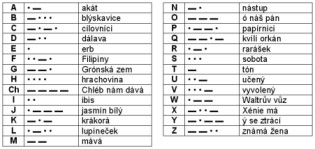 A ·— akát
B —··· blýskavice
C —·—· cílovníci
D —·· dálava
E · erb
F ··—· Filipíny
G ——· Grónská zem
H ···· hrachovina
Ch ———— Chléb nám dává
I ·· ibis
J ·——— jasmín bílý
K —·— krákorá
L ·—·· lupíneček
M —— mává
N —· nástup
O ——— ó náš pán
P ·——· papírníci
Q ——·— kvílí orkán
R ·—· rarášek
S ··· sobota
T — tón
U ··— učený
V ···— vyvolený
W ·—— Waltrův vůz
X —··— Xénie má
Y —·—— ý se ztrácí
Z ——·· známá žena